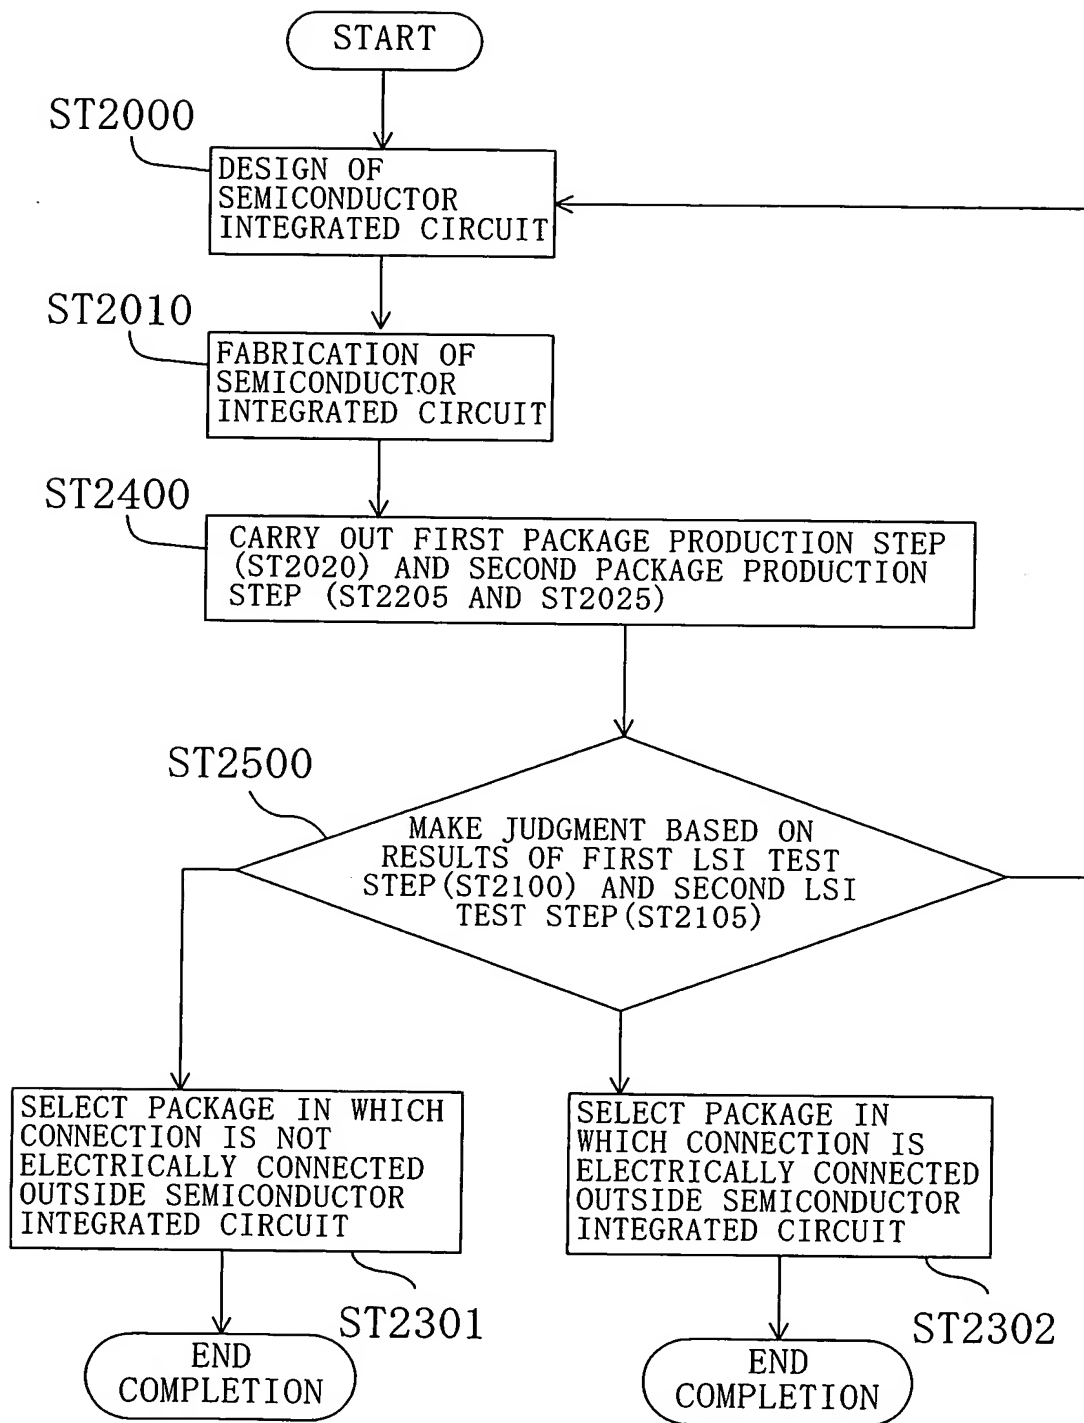 START
ST2000
DESIGN OF
SEMICONDUCTOR
INTEGRATED CIRCUIT
ST2010
FABRICATION OF
SEMICONDUCTOR
INTEGRATED CIRCUIT
ST2400
CARRY OUT FIRST PACKAGE PRODUCTION STEP
(ST2020) AND SECOND PACKAGE PRODUCTION
STEP (ST2205 AND ST2025)
ST2500
MAKE JUDGMENT BASED ON
RESULTS OF FIRST LSI TEST
STEP(ST2100) AND SECOND LSI
TEST STEP(ST2105)
SELECT PACKAGE IN WHICH
CONNECTION IS NOT
ELECTRICALLY CONNECTED
OUTSIDE SEMICONDUCTOR
INTEGRATED CIRCUIT
ST2301
END
COMPLETION
SELECT PACKAGE IN
WHICH CONNECTION IS
ELECTRICALLY CONNECTED
OUTSIDE SEMICONDUCTOR
INTEGRATED CIRCUIT
ST2302
END
COMPLETION